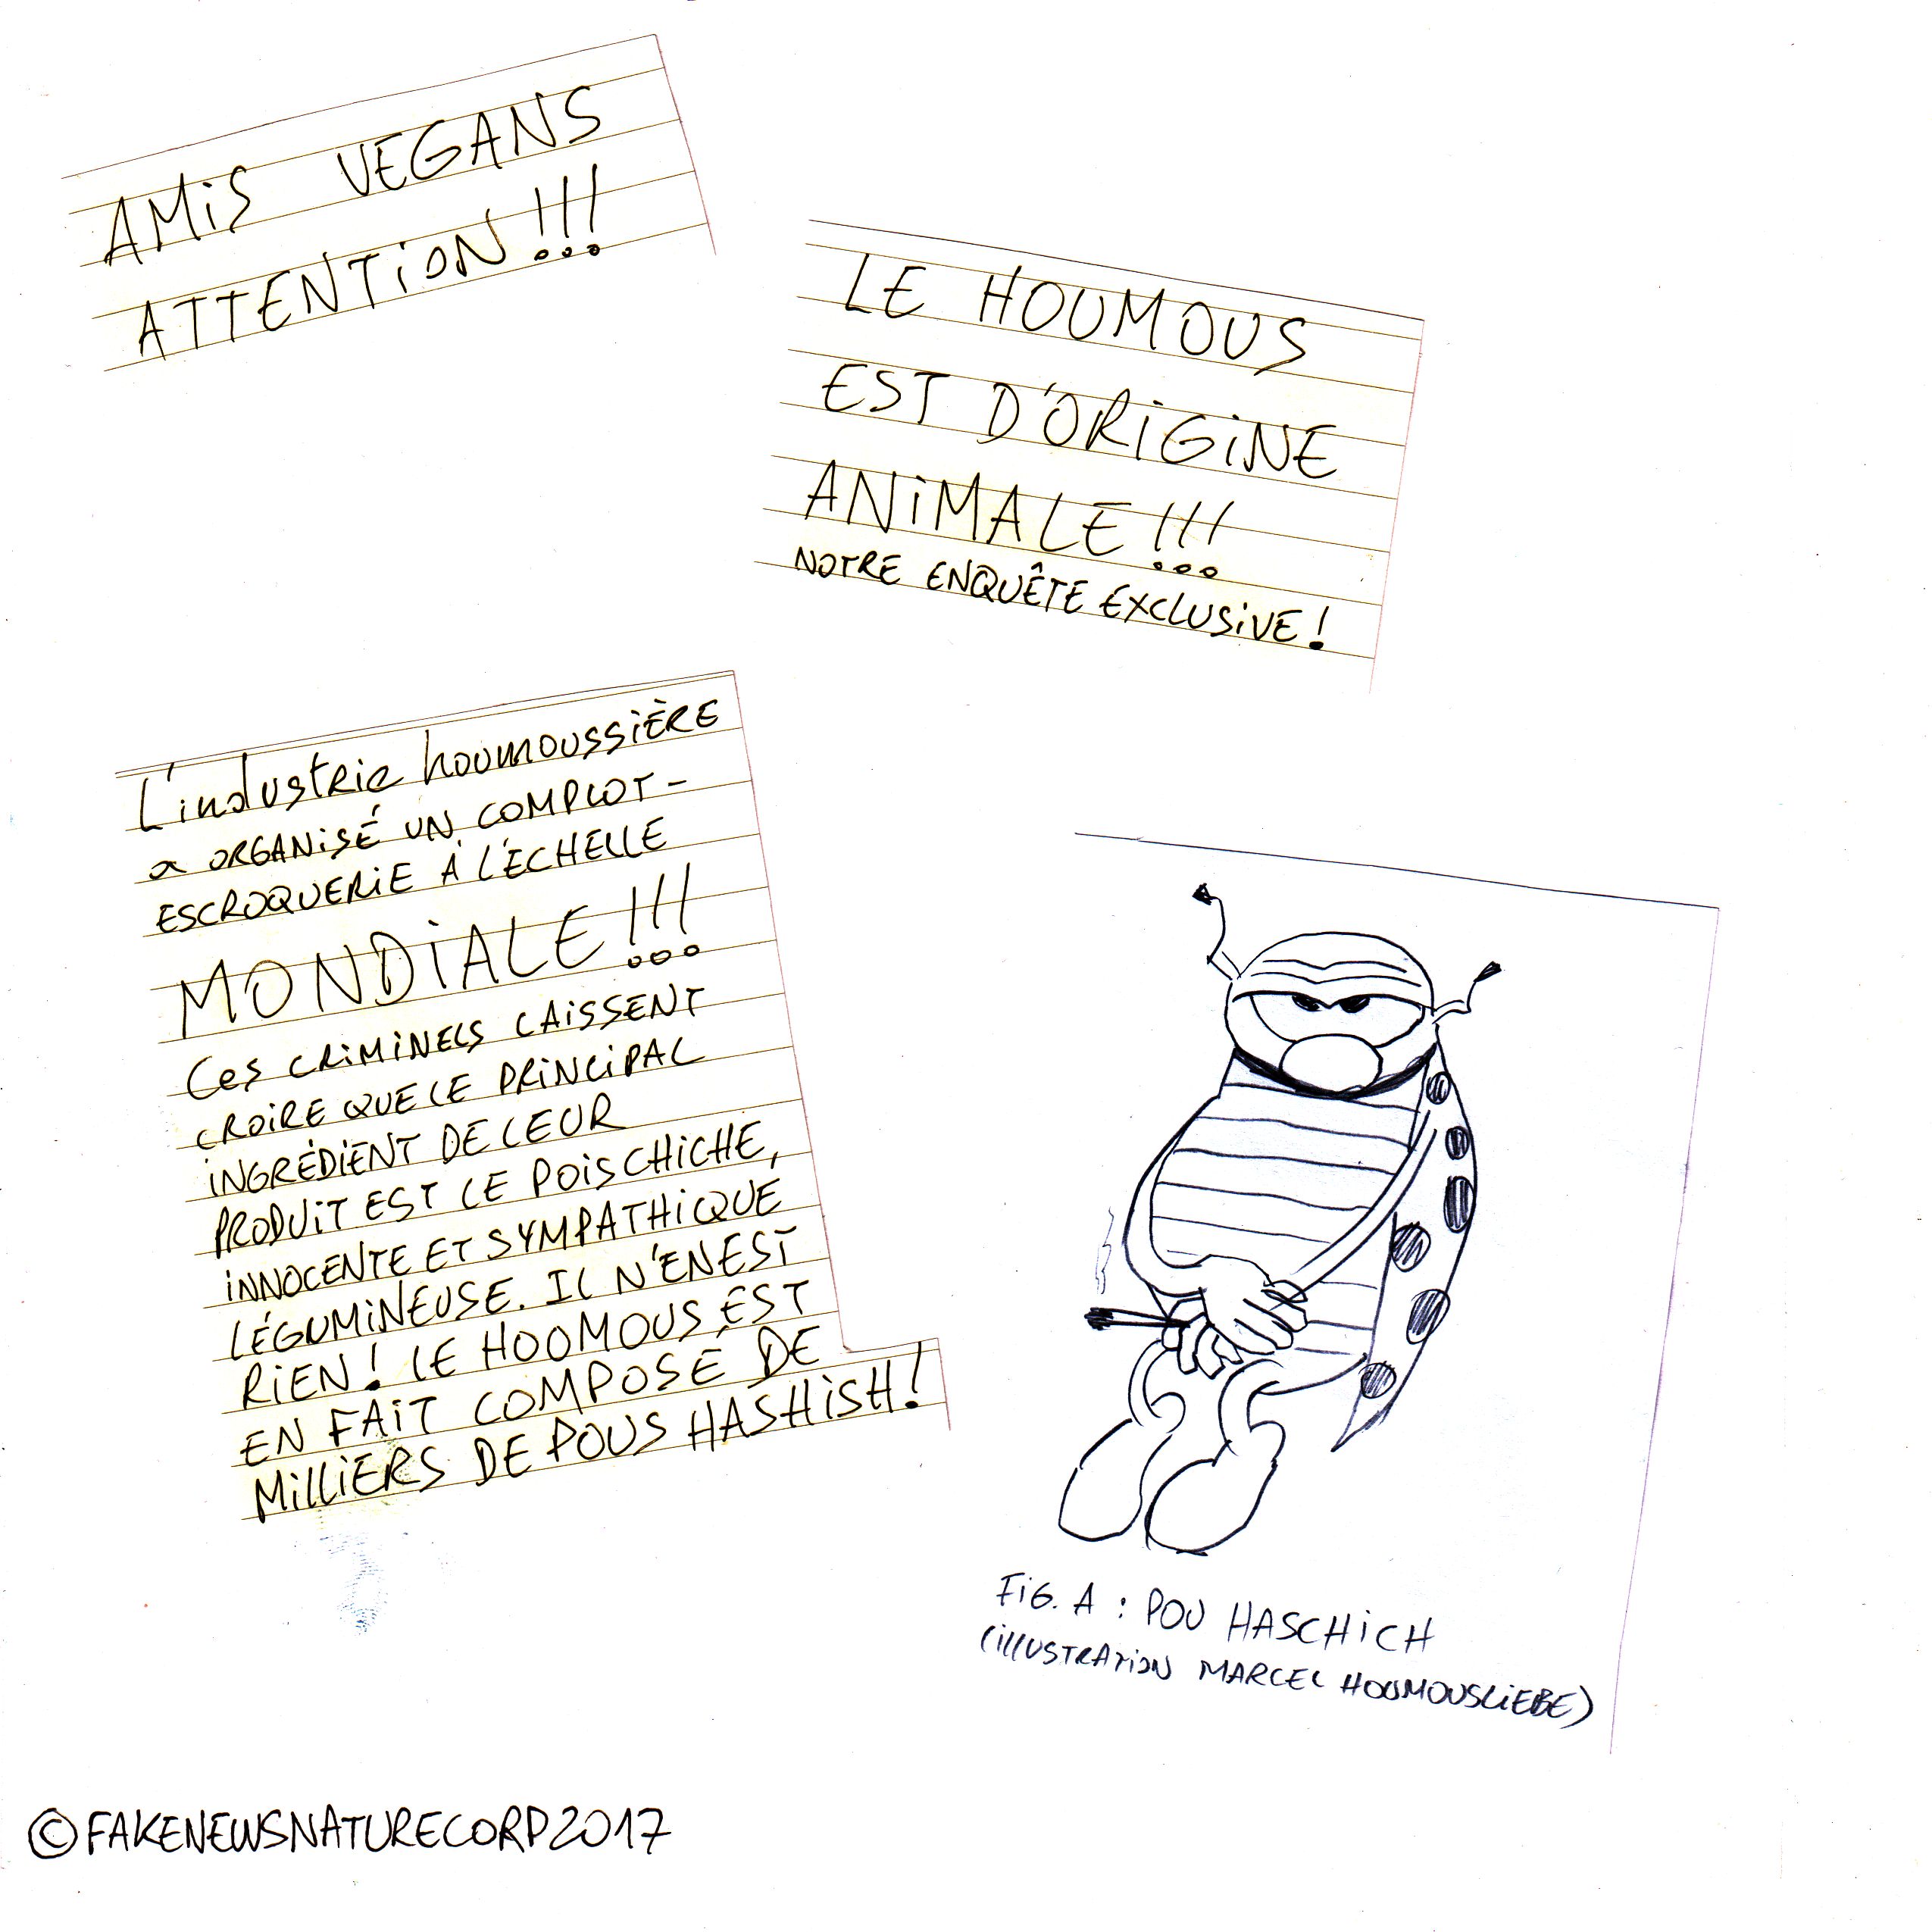 AMiS VEGANS
ATTENTiON!!!
LE HOUMOUS
EST D'ORiGiNE
ANiMALE!!!
NOTRE ENQUÊTE EXCLUSiVE!
L'industrie houmoussiÈRE
a ORGANiSÉ UN COMPLOT-
ESCROQUERiE À L'ÉCHELLE
MONDiALE!!!
Ces CRiMiNELS LAiSSENT
CROiRE QUE LE PRiNCiPAL
iNGRÉDiENT DE LEUR
PRODUiT EST LE POiS CHiCHE,
iNNOCENTE ET SYMPATHiQUE
LÉGUMiNEUSE. IL N'EN EST
RiEN! LE HOOMOUS EST
EN FAiT COMPOSÉ DE
MiLLiERS DE POUS HASHiSH!
FiG. A : POU HASCHiCH
(iLLUSTRATiON MARCEL HOUMOUSLiEBE)
©FAKENEWSNATURECORP2017